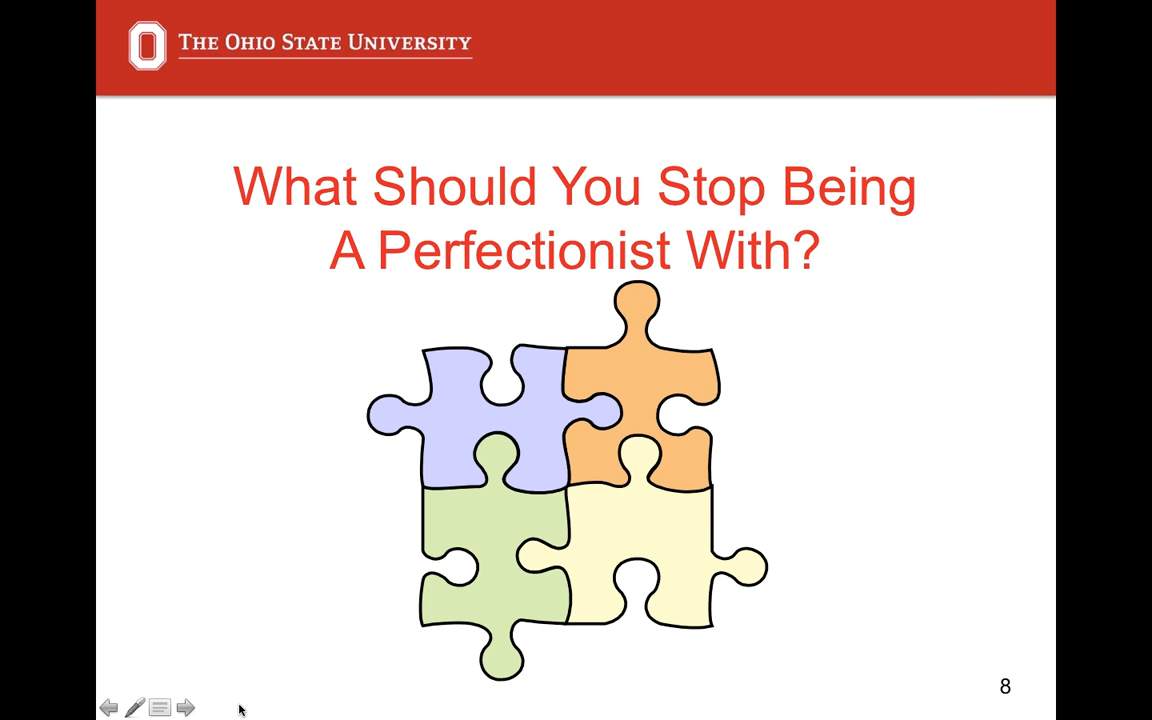 THE OHIO STATE UNIVERSITY
What Should You Stop Being
A Perfectionist With?
8